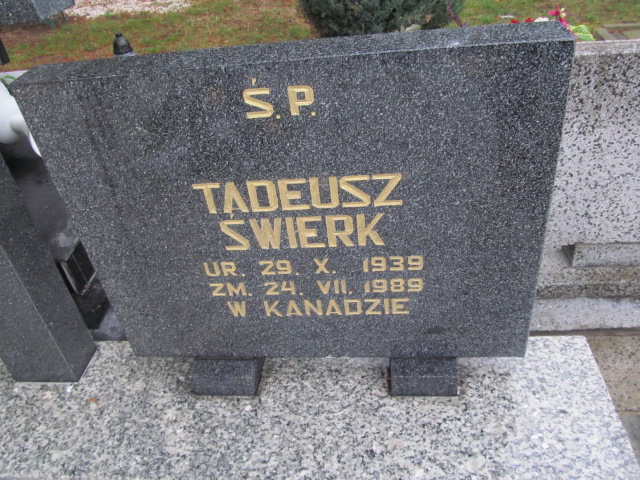 Ś.P.
TADEUSZ
ŚWIERK
UR. 29. X. 1939
ZM. 24. VII. 1989
W KANADZIE